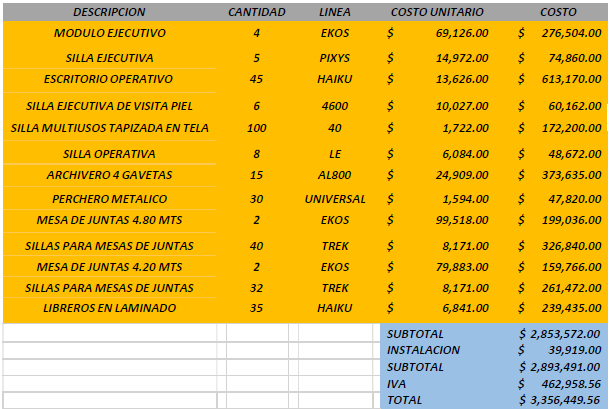 DESCRIPCION CANTIDAD LINEA COSTO UNITARIO COSTO
MODULO EJECUTIVO 4 EKOS $ 69,126.00 $ 276,504.00
SILLA EJECUTIVA 5 PIXYS $ 14,972.00 $ 74,860.00
ESCRITORIO OPERATIVO 45 HAIKU $ 13,626.00 $ 613,170.00
SILLA EJECUTIVA DE VISITA PIEL 6 4600 $ 10,027.00 $ 60,162.00
SILLA MULTIUSOS TAPIZADA EN TELA 100 40 $ 1,722.00 $ 172,200.00
SILLA OPERATIVA 8 LE $ 6,084.00 $ 48,672.00
ARCHIVERO 4 GAVETAS 15 AL800 $ 24,909.00 $ 373,635.00
PERCHERO METALICO 30 UNIVERSAL $ 1,594.00 $ 47,820.00
MESA DE JUNTAS 4.80 MTS 2 EKOS $ 99,518.00 $ 199,036.00
SILLAS PARA MESAS DE JUNTAS 40 TREK $ 8,171.00 $ 326,840.00
MESA DE JUNTAS 4.20 MTS 2 EKOS $ 79,883.00 $ 159,766.00
SILLAS PARA MESAS DE JUNTAS 32 TREK $ 8,171.00 $ 261,472.00
LIBREROS EN LAMINADO 35 HAIKU $ 6,841.00 $ 239,435.00
SUBTOTAL $ 2,853,572.00
INSTALACION $ 39,919.00
SUBTOTAL $ 2,893,491.00
IVA $ 462,958.56
TOTAL $ 3,356,449.56